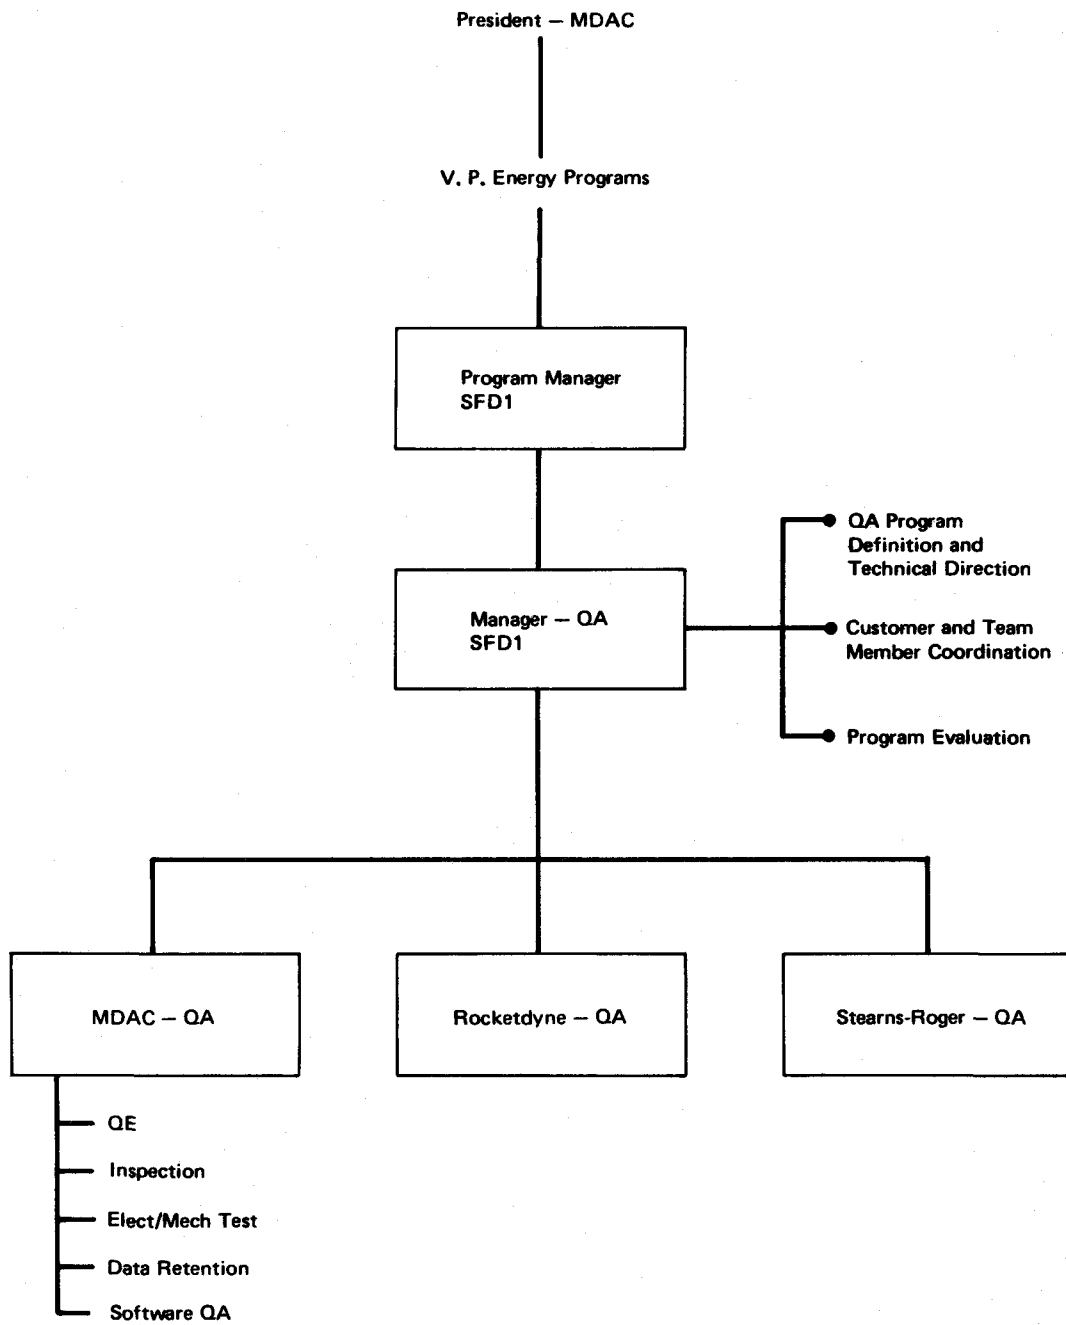 President — MDAC
V. P. Energy Programs
Program Manager
SFD1
Manager — QA
SFD1
QA Program
Definition and
Technical Direction
Customer and Team
Member Coordination
Program Evaluation
MDAC — QA
Rocketdyne — QA
Stearns-Roger — QA
QE
Inspection
Elect/Mech Test
Data Retention
Software QA